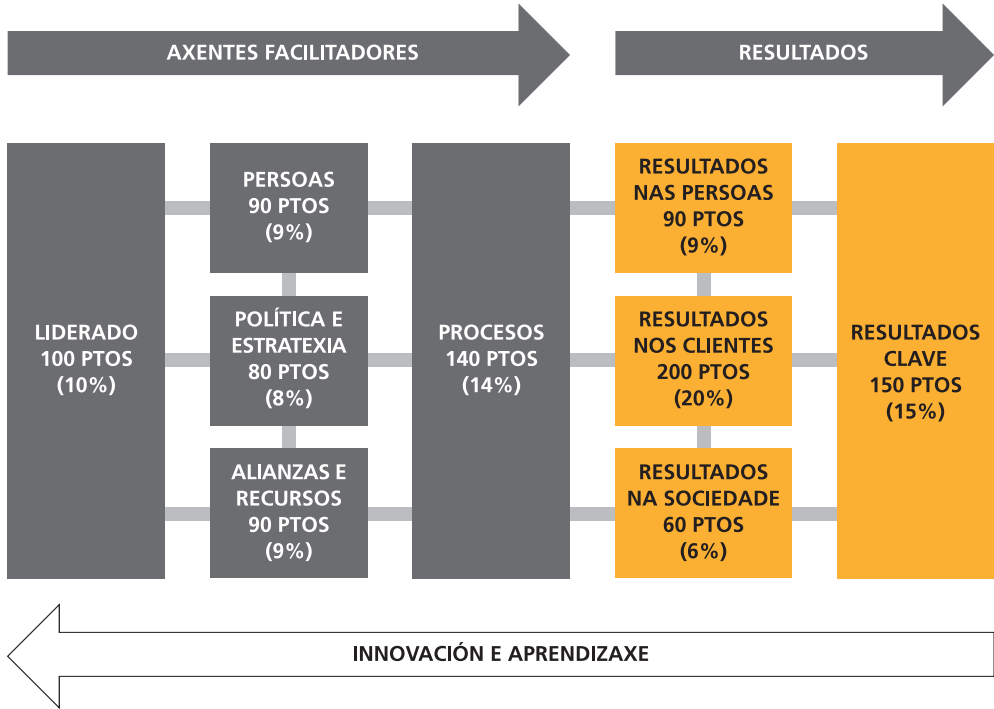 AXENTES FACILITADORES
RESULTADOS
LIDERADO
100 PTOS
(10%)
PERSOAS
90 PTOS
(9%)
POLÍTICA E
ESTRATEXIA
80 PTOS
(8%)
ALIANZAS E
RECURSOS
90 PTOS
(9%)
PROCESOS
140 PTOS
(14%)
RESULTADOS
NAS PERSOAS
90 PTOS
(9%)
RESULTADOS
NOS CLIENTES
200 PTOS
(20%)
RESULTADOS
NA SOCIEDADE
60 PTOS
(6%)
RESULTADOS
CLAVE
150 PTOS
(15%)
INNOVACIÓN E APRENDIZAXE